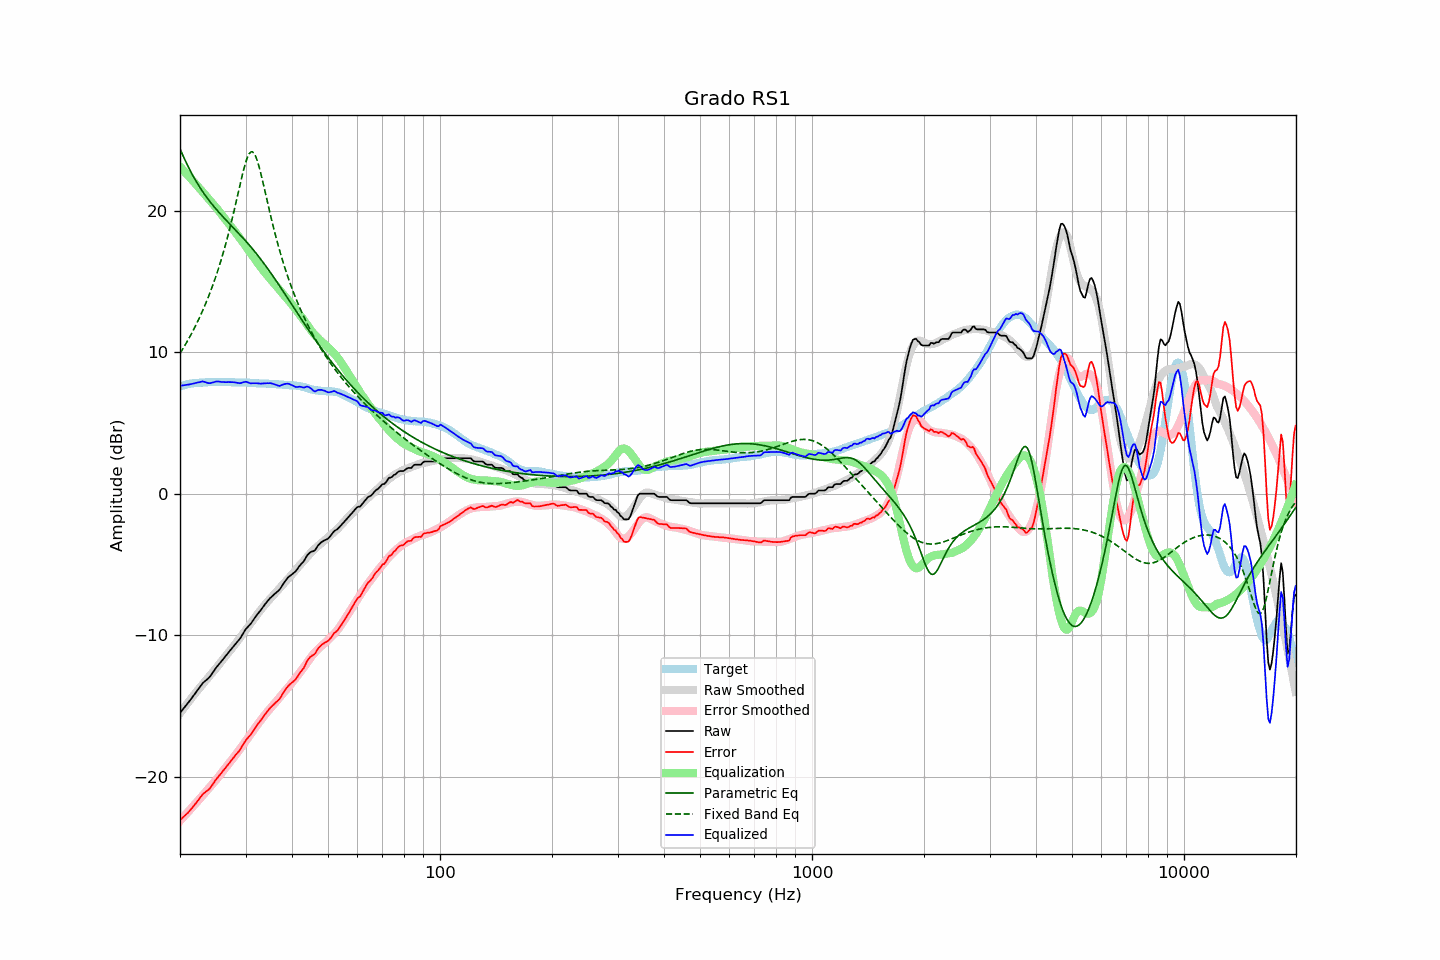 Grado RS1
Amplitude (dBr)
20
10
0
−10
−20
100
1000
10000
Frequency (Hz)
Target
Raw Smoothed
Error Smoothed
Raw
Error
Equalization
Parametric Eq
Fixed Band Eq
Equalized